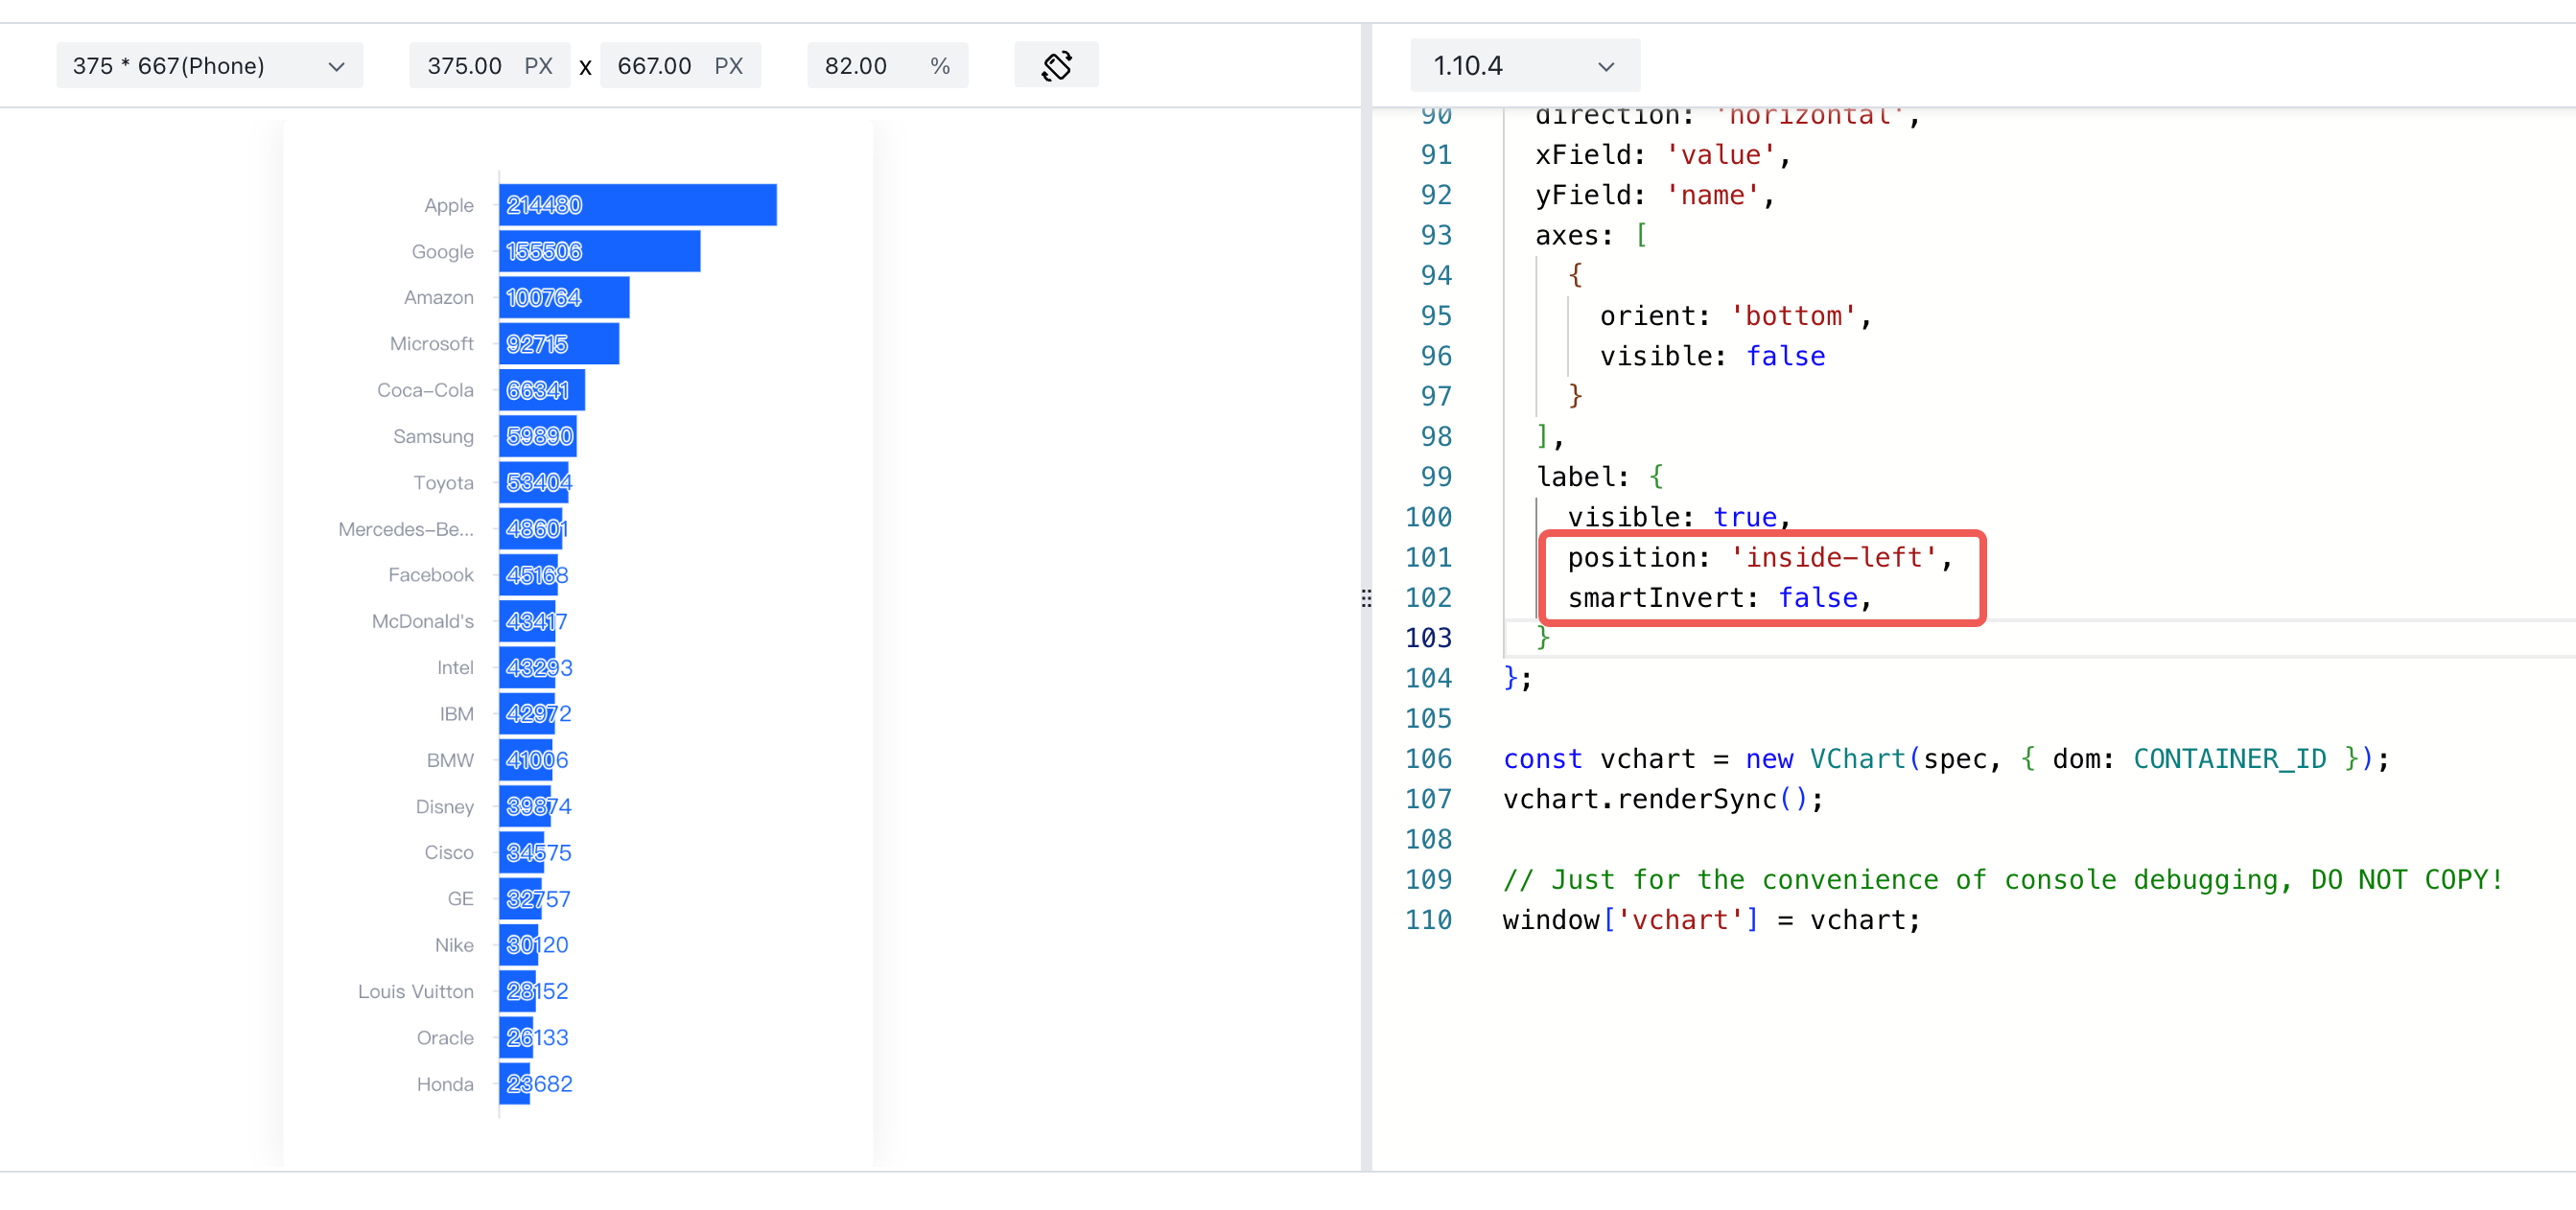 375 * 667(Phone)
375.00 PX x 667.00 PX
82.00 %
1.10.4
Apple 214480
Google 155506
Amazon 100764
Microsoft 92715
Coca-Cola 66341
Samsung 59890
Toyota 53404
Mercedes-Be... 48601
Facebook 45168
McDonald's 43417
Intel 43293
IBM 42972
BMW 41006
Disney 39874
Cisco 34575
GE 32757
Nike 30120
Louis Vuitton 28152
Oracle 26133
Honda 23682
90 direction: 'horizontal',
91 xField: 'value',
92 yField: 'name',
93 axes: [
94 {
95 orient: 'bottom',
96 visible: false
97 }
98 ],
99 label: {
100 visible: true,
101 position: 'inside-left',
102 smartInvert: false,
103 }
104 };
105
106 const vchart = new VChart(spec, { dom: CONTAINER_ID });
107 vchart.renderSync();
108
109 // Just for the convenience of console debugging, DO NOT COPY!
110 window['vchart'] = vchart;